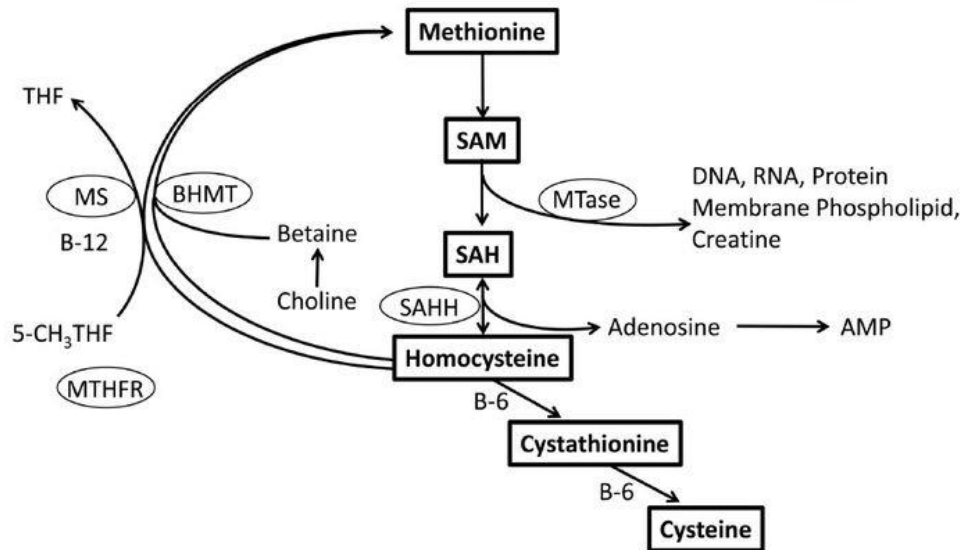 Methionine
THF
SAM
MS
BHMT
MTase
DNA, RNA, Protein
Membrane Phospholipid,
Creatine
B-12
Betaine
SAH
Choline
SAHH
5-CH₃THF
Adenosine
AMP
Homocysteine
MTHFR
B-6
Cystathionine
B-6
Cysteine